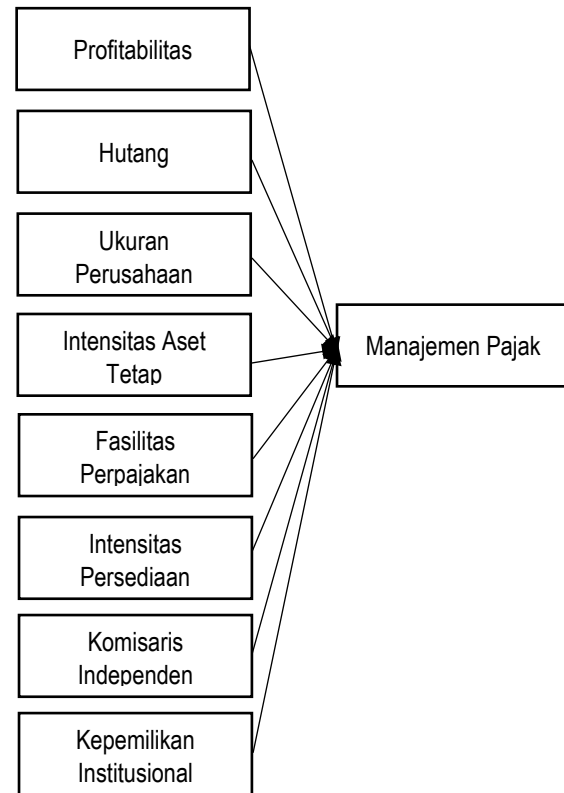 Profitabilitas
Hutang
Ukuran
Perusahaan
Intensitas Aset
Tetap
Manajemen Pajak
Fasilitas
Perpajakan
Intensitas
Persediaan
Komisaris
Independen
Kepemilikan
Institusional